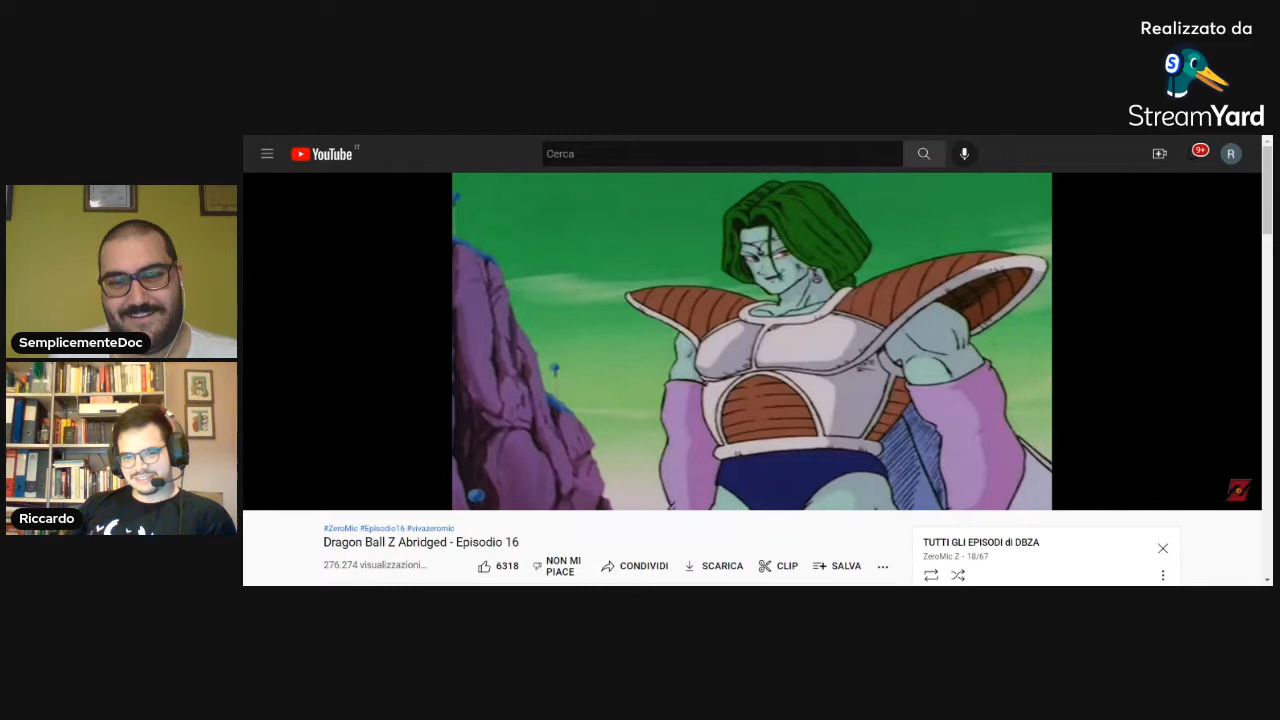 Realizzato da
StreamYard
YouTube IT
Cerca
9+
R
SemplicementeDoc
Riccardo
#ZeroMic #Episodio16 #vivazeromic
Dragon Ball Z Abridged - Episodio 16
276.274 visualizzazioni...
6318
NON MI
PIACE
CONDIVIDI
SCARICA
CLIP
SALVA
TUTTI GLI EPISODI di DBZA
ZeroMic Z - 18/67